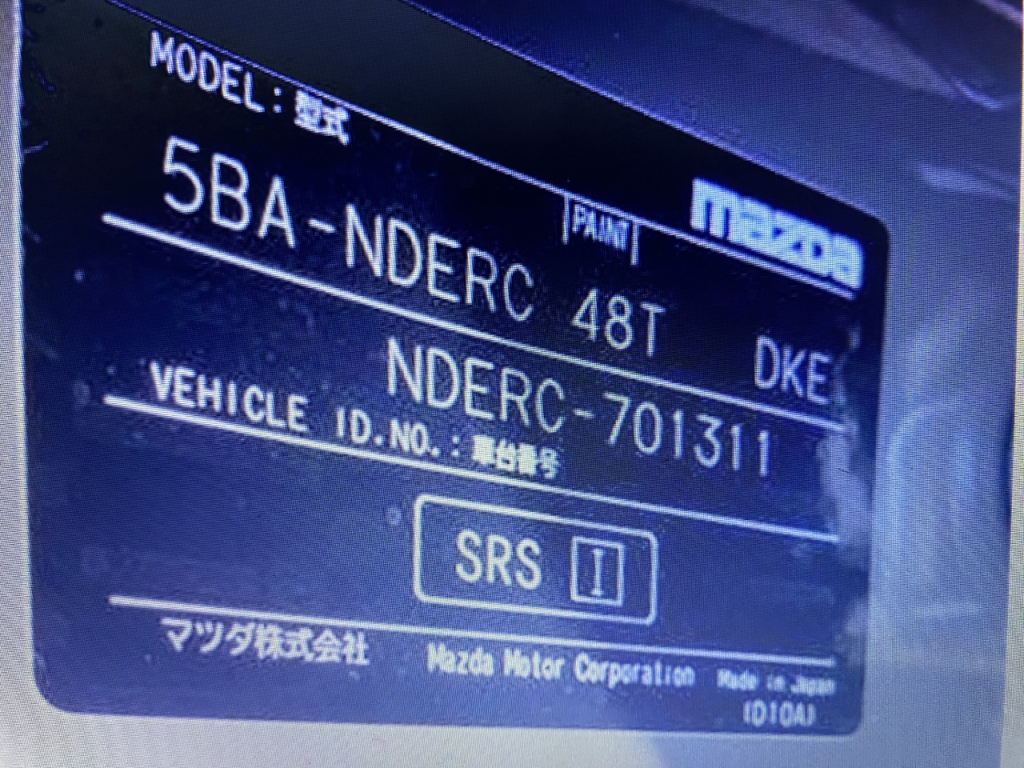 MODEL: 型式
mazda
PAINT
5BA-NDERC 48T DKE
NDERC-701311
VEHICLE ID.NO.: 車台番号
SRS I
マツダ株式会社 Mazda Motor Corporation Made in Japan
(D10A)